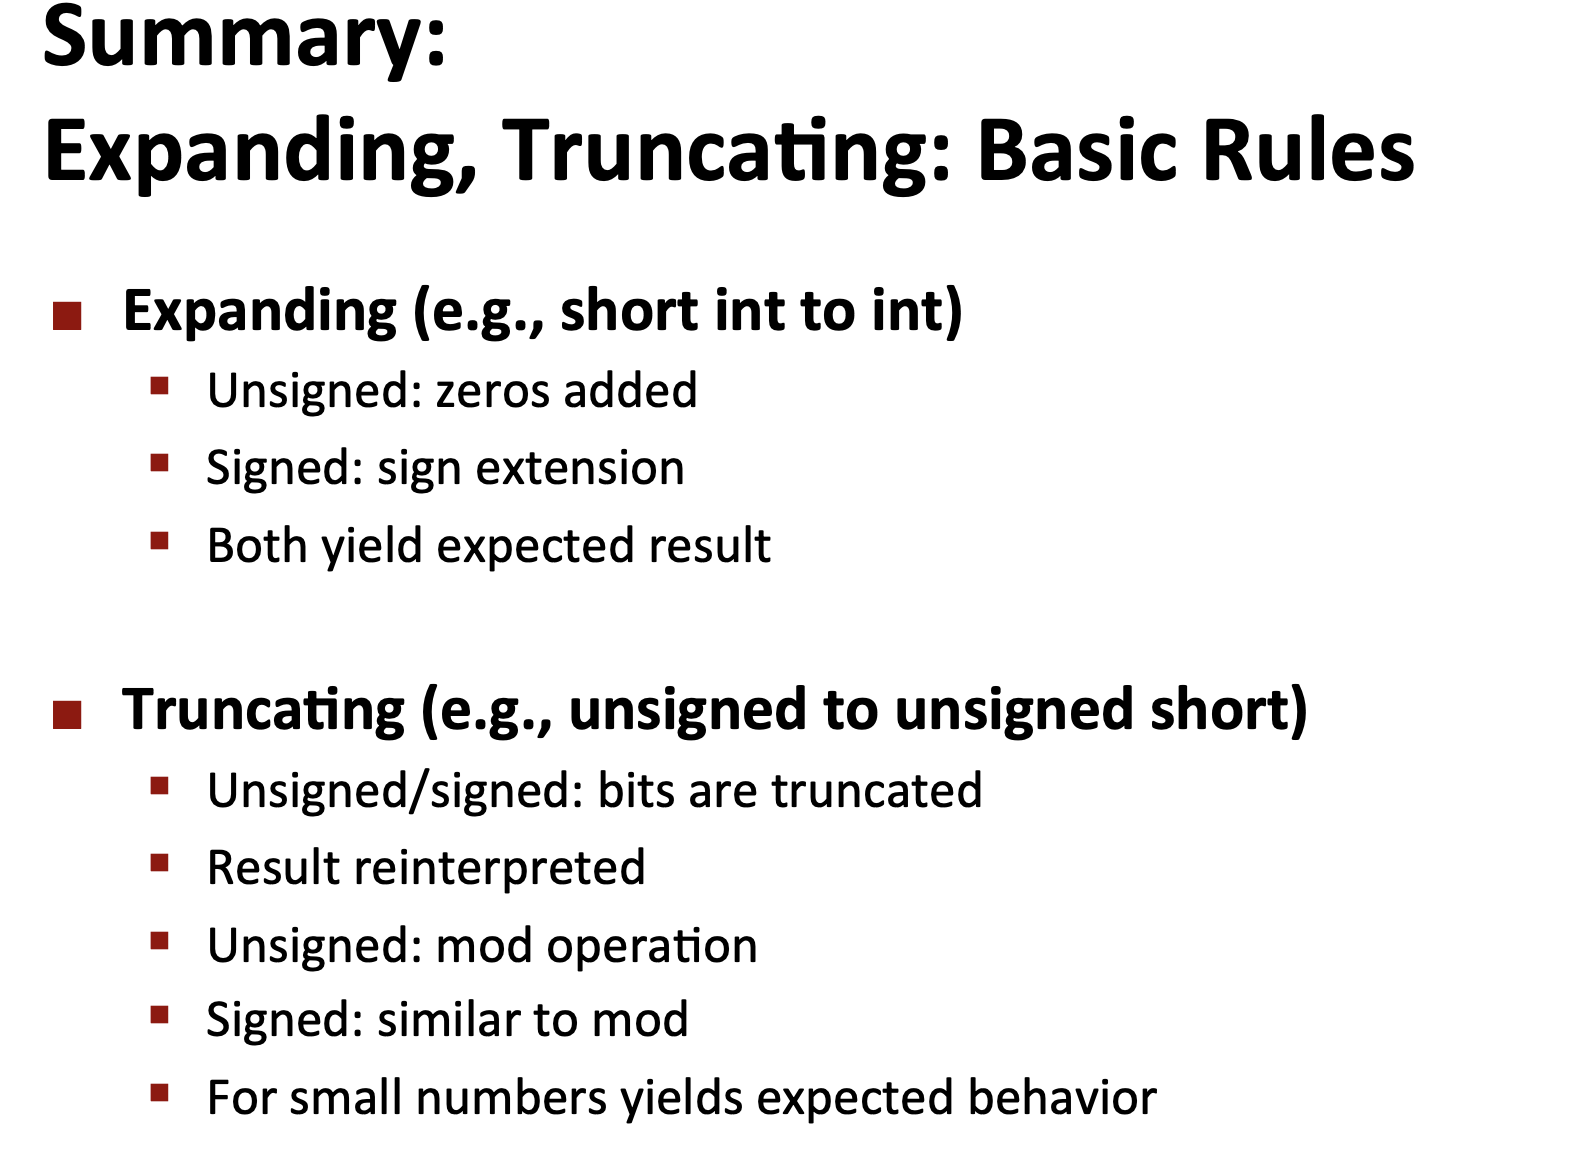 Summary:
Expanding, Truncating: Basic Rules
Expanding (e.g., short int to int)
Unsigned: zeros added
Signed: sign extension
Both yield expected result
Truncating (e.g., unsigned to unsigned short)
Unsigned/signed: bits are truncated
Result reinterpreted
Unsigned: mod operation
Signed: similar to mod
For small numbers yields expected behavior